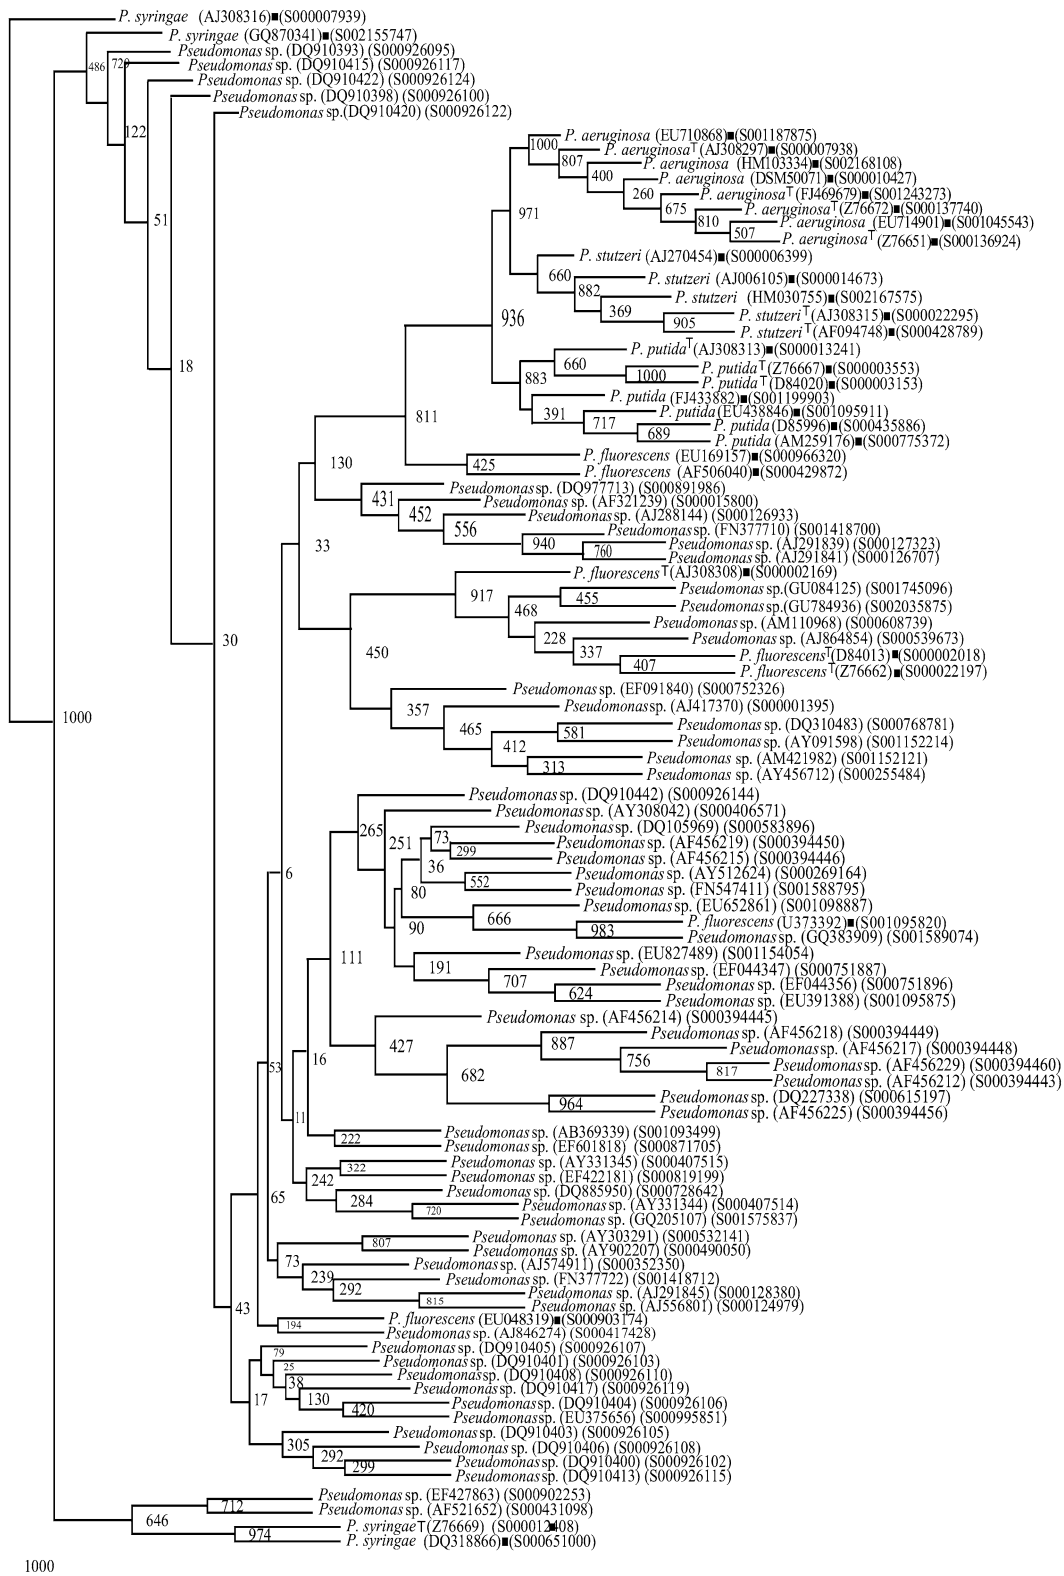 P. syringae (AJ308316)■(S000007939)
P. syringae (GQ870341)■(S002155747)
Pseudomonas sp. (DQ910393) (S000926095)
486 720 Pseudomonas sp. (DQ910415) (S000926117)
Pseudomonas sp. (DQ910422) (S000926124)
Pseudomonas sp. (DQ910398) (S000926100)
Pseudomonas sp.(DQ910420) (S000926122)
122
P. aeruginosa (EU710868)■(S001187875)
1000 P. aeruginosaT (AJ308297)■(S000007938)
807 P. aeruginosa (HM103334)■(S002168108)
400 P. aeruginosa (DSM50071)■(S000010427)
260 P. aeruginosaT (FJ469679)■(S001243273)
675 P. aeruginosaT(Z76672)■(S000137740)
51 971 810 P. aeruginosa (EU714901)■(S001045543)
507 P. aeruginosaT (Z76651)■(S000136924)
P. stutzeri (AJ270454)■(S000006399)
660 P. stutzeri (AJ006105)■(S000014673)
882 P. stutzeri (HM030755)■(S002167575)
936 369 P. stutzeriT(AJ308315)■(S000022295)
905 P. stutzeriT(AF094748)■(S000428789)
P. putidaT(AJ308313)■(S000013241)
18 660 P. putidaT(Z76667)■(S000003553)
883 1000 P. putidaT(D84020)■(S000003153)
P. putida (FJ433882)■(S001199903)
811 391 P. putida(EU438846)■(S001095911)
717 P. putida(D85996)■(S000435886)
689 P. putida(AM259176)■(S000775372)
P. fluorescens (EU169157)■(S000966320)
130 425 P. fluorescens (AF506040)■(S000429872)
Pseudomonas sp. (DQ977713) (S000891986)
431 Pseudomonas sp. (AF321239)(S000015800)
452 Pseudomonas sp. (AJ288144) (S000126933)
556 Pseudomonas sp. (FN377710) (S001418700)
33 940 Pseudomonas sp. (AJ291839) (S000127323)
760 Pseudomonas sp. (AJ291841) (S000126707)
P. fluorescensT(AJ308308)■(S000002169)
917 Pseudomonas sp.(GU084125) (S001745096)
455 Pseudomonas sp.(GU784936) (S002035875)
468 Pseudomonas sp. (AM110968) (S000608739)
30 228 Pseudomonas sp. (AJ864854) (S000539673)
450 337 P. fluorescensT(D84013)■(S000002018)
407 P. fluorescensT(Z76662)■(S000022197)
Pseudomonas sp. (EF091840) (S000752326)
357 Pseudomonas sp. (AJ417370) (S000001395)
1000 465 Pseudomonas sp. (DQ310483) (S000768781)
581 Pseudomonas sp. (AY091598) (S001152214)
412 Pseudomonas sp. (AM421982) (S001152121)
313 Pseudomonas sp. (AY456712) (S000255484)
Pseudomonas sp. (DQ910442) (S000926144)
Pseudomonas sp. (AY308042) (S000406571)
265 Pseudomonas sp. (DQ105969) (S000583896)
251 73 Pseudomonas sp. (AF456219) (S000394450)
299 Pseudomonas sp. (AF456215) (S000394446)
6 36 Pseudomonas sp. (AY512624) (S000269164)
552 Pseudomonas sp. (FN547411) (S001588795)
80 Pseudomonas sp. (EU652861) (S001098887)
666 P. fluorescens (U373392)■(S001095820)
90 983 Pseudomonas sp. (GQ383909) (S001589074)
Pseudomonas sp. (EU827489) (S001154054)
111 191 Pseudomonas sp. (EF044347) (S000751887)
707 Pseudomonas sp. (EF044356) (S000751896)
624 Pseudomonas sp. (EU391388) (S001095875)
Pseudomonas sp. (AF456214) (S000394445)
Pseudomonas sp. (AF456218) (S000394449)
427 887 Pseudomonas sp. (AF456217) (S000394448)
16 756 Pseudomonas sp. (AF456229) (S000394460)
53 682 817 Pseudomonas sp. (AF456212) (S000394443)
Pseudomonas sp. (DQ227338) (S000615197)
964 Pseudomonas sp. (AF456225) (S000394456)
11 Pseudomonas sp. (AB369339) (S001093499)
222 Pseudomonas sp. (EF601818) (S000871705)
Pseudomonas sp. (AY331345) (S000407515)
322 Pseudomonas sp. (EF422181) (S000819199)
242 Pseudomonas sp. (DQ885950) (S000728642)
65 284 Pseudomonas sp. (AY331344) (S000407514)
720 Pseudomonas sp. (GQ205107) (S001575837)
Pseudomonas sp. (AY303291) (S000532141)
807 Pseudomonas sp. (AY902207) (S000490050)
73 Pseudomonas sp. (AJ574911) (S000352350)
239 Pseudomonas sp. (FN377722) (S001418712)
292 Pseudomonas sp. (AJ291845) (S000128380)
43 815 Pseudomonas sp. (AJ556801) (S000124979)
P. fluorescens (EU048319)■(S000903174)
194 Pseudomonas sp. (AJ846274) (S000417428)
Pseudomonas sp. (DQ910405) (S000926107)
79 Pseudomonas sp. (DQ910401) (S000926103)
25 Pseudomonas sp. (DQ910408) (S000926110)
38 Pseudomonas sp. (DQ910417) (S000926119)
17 130 Pseudomonas sp. (DQ910404) (S000926106)
420 Pseudomonas sp. (EU375656) (S000995851)
Pseudomonas sp. (DQ910403) (S000926105)
305 Pseudomonas sp. (DQ910406) (S000926108)
292 Pseudomonas sp. (DQ910400) (S000926102)
299 Pseudomonas sp. (DQ910413) (S000926115)
Pseudomonas sp. (EF427863) (S000902253)
712 Pseudomonas sp. (AF521652) (S000431098)
646 P. syringaeT(Z76669) (S000012408)
974 P. syringae (DQ318866)■(S000651000)
1000